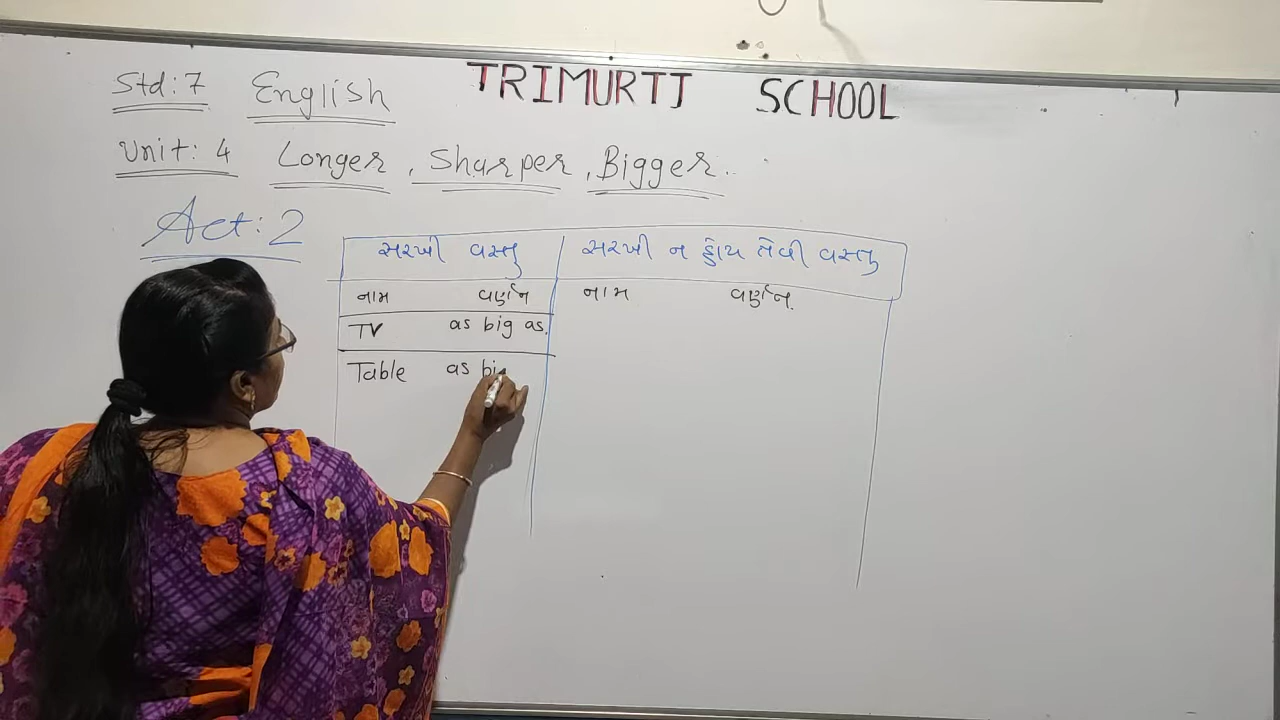 TRIMURTI SCHOOL
Std: 7 English
Unit: 4 Longer, Sharper, Bigger..
Act: 2
સરખી વસ્તુ સરખી ન હોય તેવી વસ્તુ
નામ વર્ણન નામ વર્ણન.
TV as big as.
Table as bi